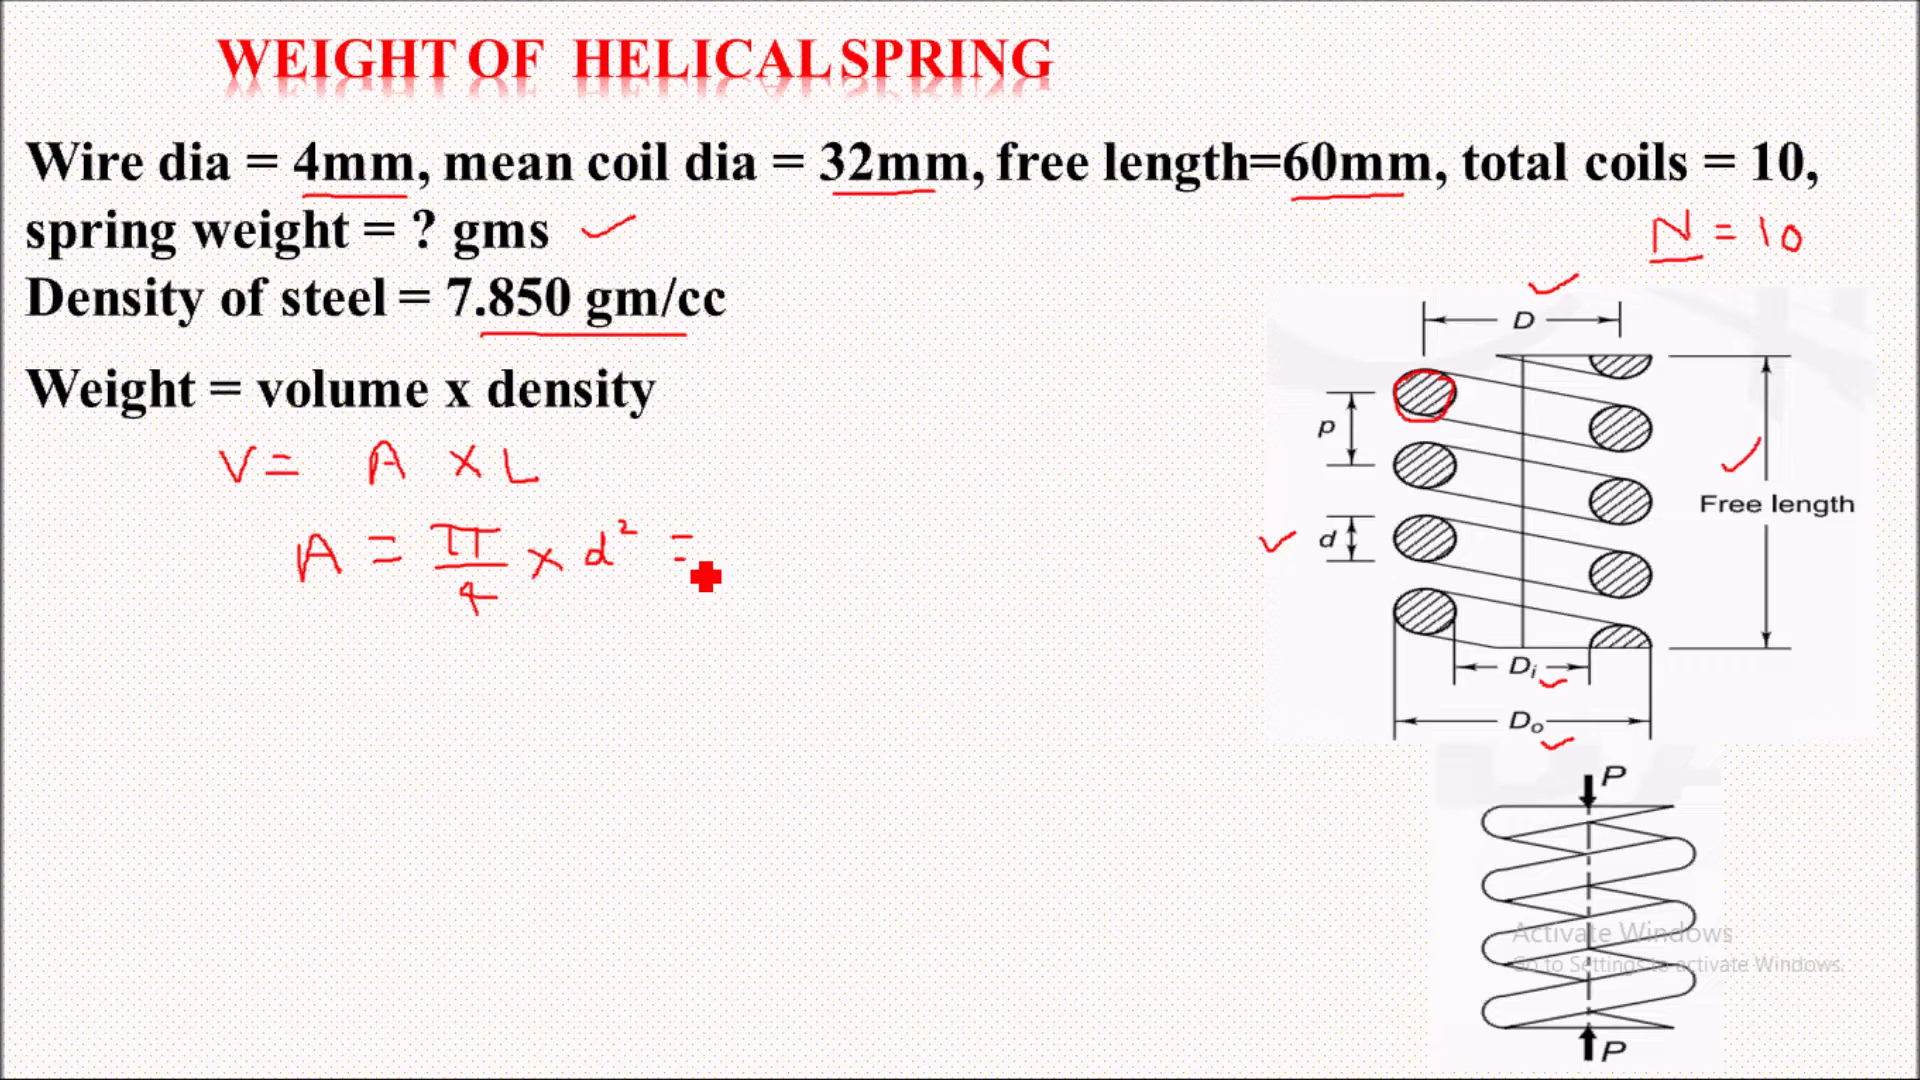 WEIGHT OF HELICAL SPRING
Wire dia = 4mm, mean coil dia = 32mm, free length=60mm, total coils = 10,
spring weight = ? gms
N = 10
Density of steel = 7.850 gm/cc
Weight = volume x density
V = A × L
A = π/4 × d² =
D
p
d
Free length
Di
Do
P
Activate Windows
Go to Settings to activate Windows.
P